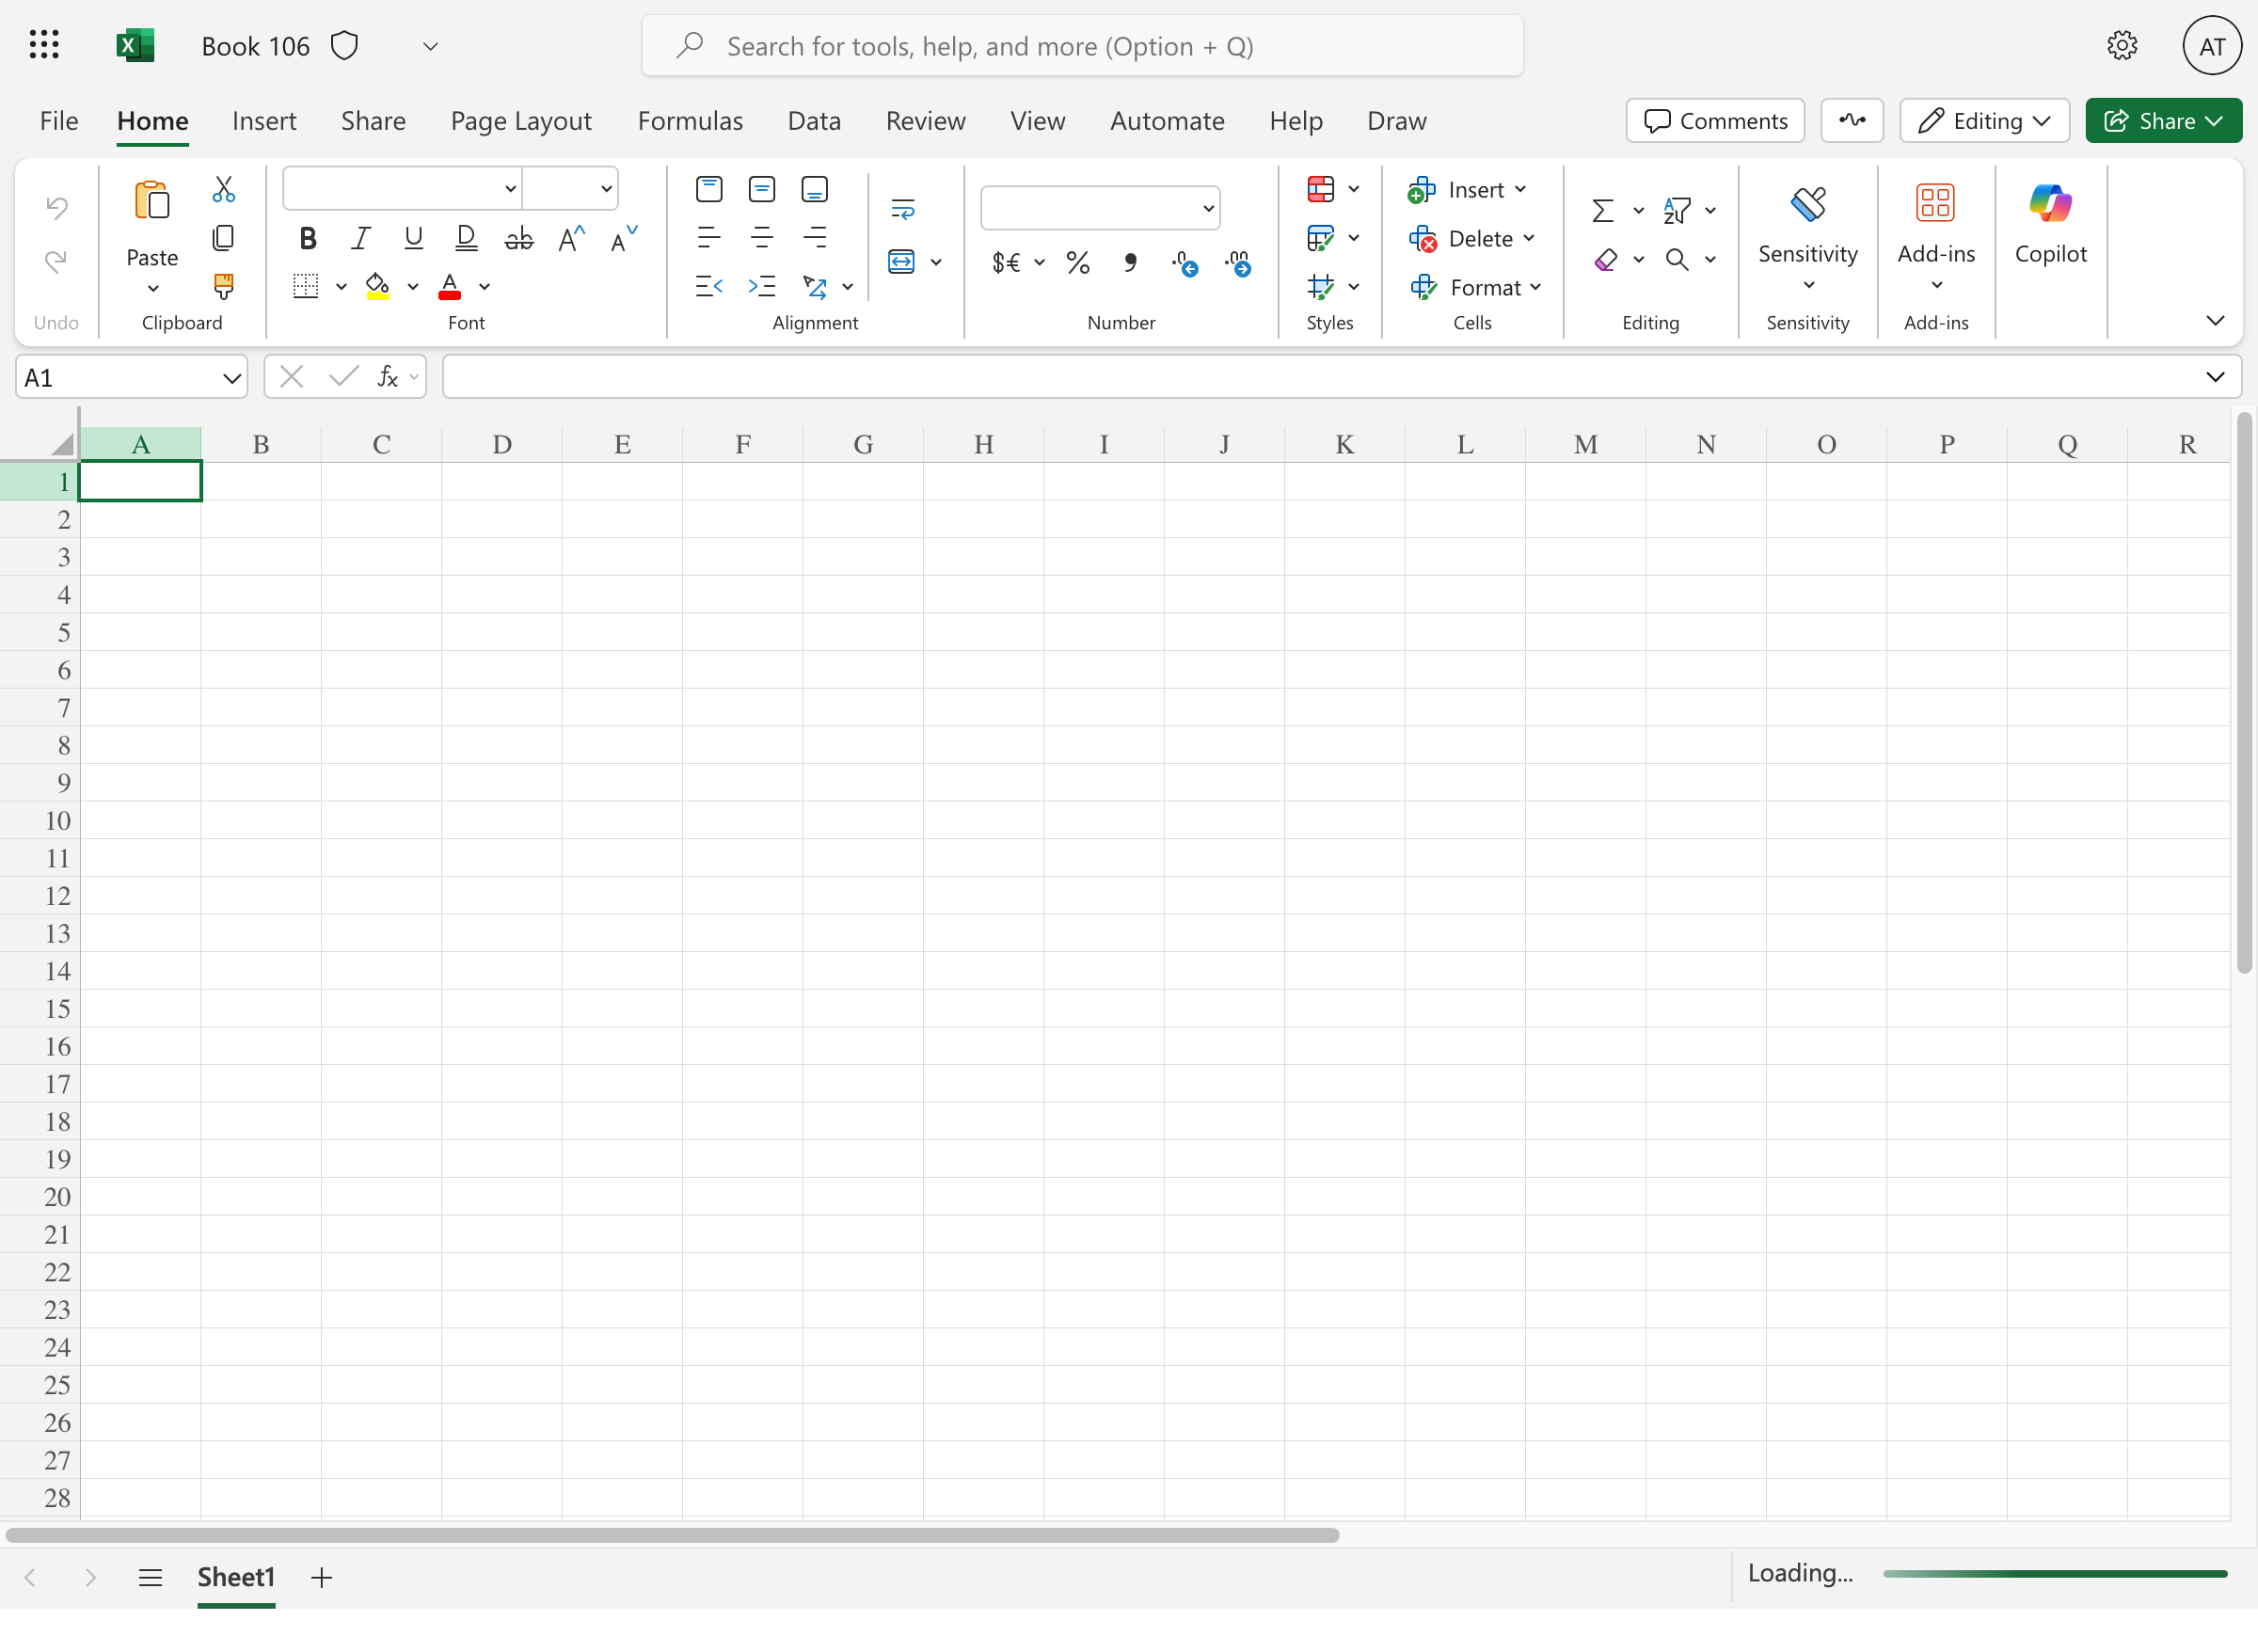 Book 106
Search for tools, help, and more (Option + Q)
AT
File Home Insert Share Page Layout Formulas Data Review View Automate Help Draw
Comments Editing Share
Paste
$€ % 
Insert
Delete
Format
Sensitivity Add-ins Copilot
Undo Clipboard Font Alignment Number Styles Cells Editing Sensitivity Add-ins
A1 fx
A B C D E F G H I J K L M N O P Q R
1
2
3
4
5
6
7
8
9
10
11
12
13
14
15
16
17
18
19
20
21
22
23
24
25
26
27
28
Sheet1
Loading...